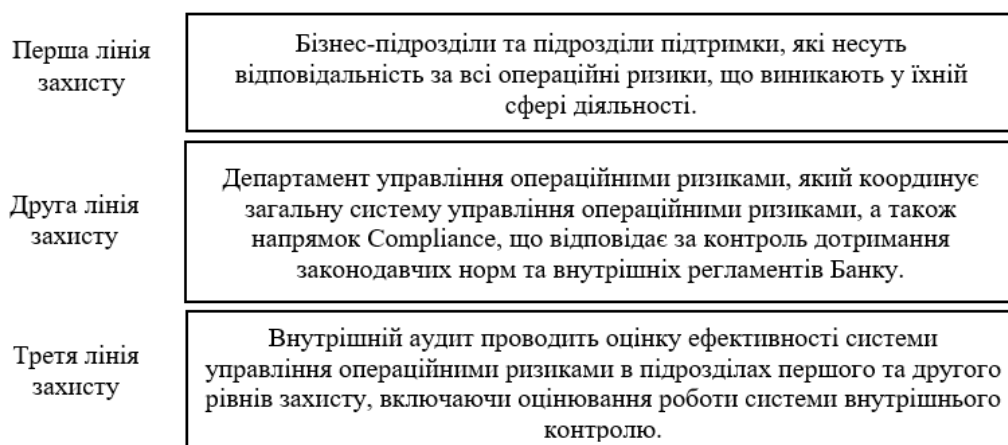 Перша лінія
захисту
Бізнес-підрозділи та підрозділи підтримки, які несуть
відповідальність за всі операційні ризики, що виникають у їхній
сфері діяльності.
Друга лінія
захисту
Департамент управління операційними ризиками, який координує
загальну систему управління операційними ризиками, а також
напрямок Compliance, що відповідає за контроль дотримання
законодавчих норм та внутрішніх регламентів Банку.
Третя лінія
захисту
Внутрішній аудит проводить оцінку ефективності системи
управління операційними ризиками в підрозділах першого та другого
рівнів захисту, включаючи оцінювання роботи системи внутрішнього
контролю.